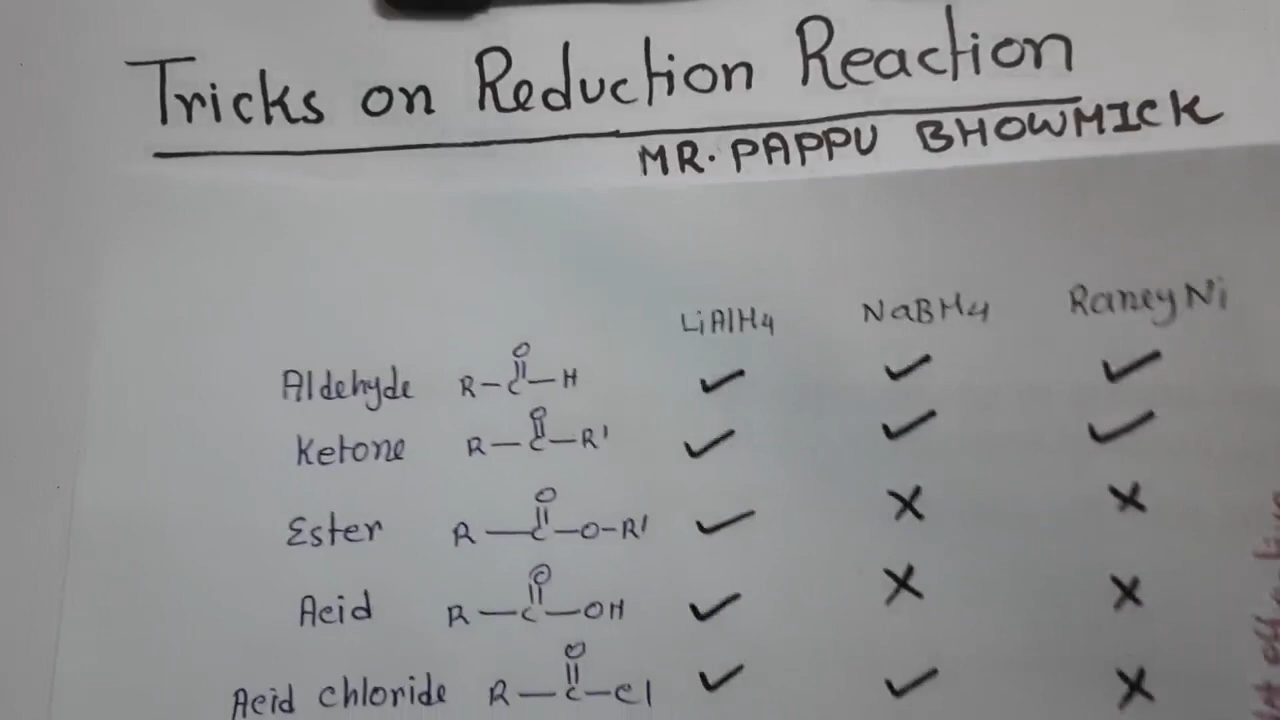 Tricks on Reduction Reaction
MR. PAPPU BHOWMICK
LiAlH4 NaBH4 Raney Ni
Aldehyde R-C-H O ✓ ✓ ✓
Ketone R-C-R' O ✓ ✓ ✓
Ester R-C-O-R' O ✓ X X
Acid R-C-OH O ✓ X X
Acid chloride R-C-Cl O ✓ ✓ X